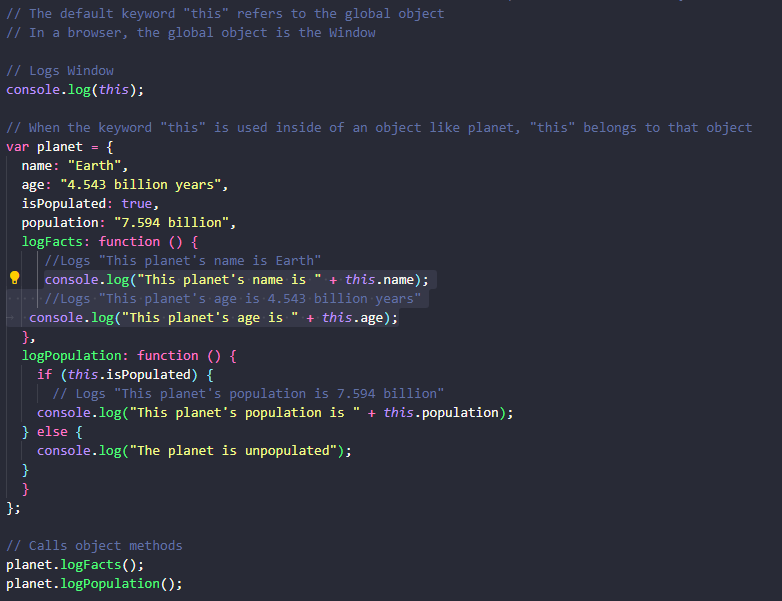 // The default keyword "this" refers to the global object
// In a browser, the global object is the Window

// Logs Window
console.log(this);

// When the keyword "this" is used inside of an object like planet, "this" belongs to that object
var planet = {
  name: "Earth",
  age: "4.543 billion years",
  isPopulated: true,
  population: "7.594 billion",
  logFacts: function () {
     //Logs "This planet's name is Earth"
     console.log("This planet's name is " + this.name);
     //Logs "This planet's age is 4.543 billion years"
   console.log("This planet's age is " + this.age);
  },
  logPopulation: function () {
    if (this.isPopulated) {
      // Logs "This planet's population is 7.594 billion"
    console.log("This planet's population is " + this.population);
  } else {
    console.log("The planet is unpopulated");
  }
  }
};

// Calls object methods
planet.logFacts();
planet.logPopulation();